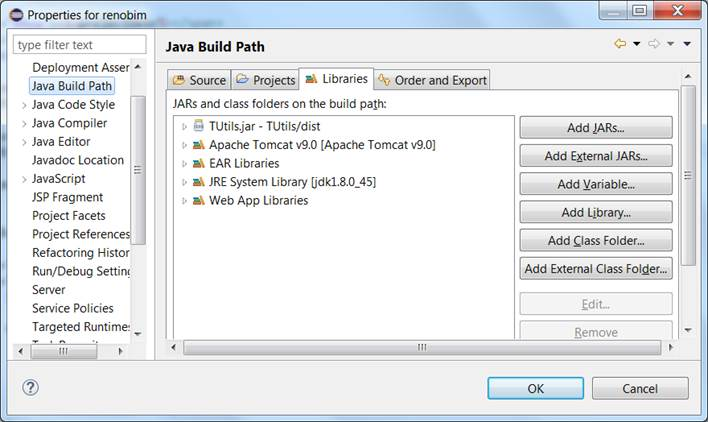 Properties for renobim
type filter text
Deployment Asser
Java Build Path
Java Code Style
Java Compiler
Java Editor
Javadoc Location
JavaScript
JSP Fragment
Project Facets
Project References
Refactoring Histor
Run/Debug Setting
Server
Service Policies
Targeted Runtimes
Java Build Path
Source
Projects
Libraries
Order and Export
JARs and class folders on the build path:
TUtils.jar - TUtils/dist
Apache Tomcat v9.0 [Apache Tomcat v9.0]
EAR Libraries
JRE System Library [jdk1.8.0_45]
Web App Libraries
Add JARs...
Add External JARs...
Add Variable...
Add Library...
Add Class Folder...
Add External Class Folder...
Edit...
Remove
OK
Cancel